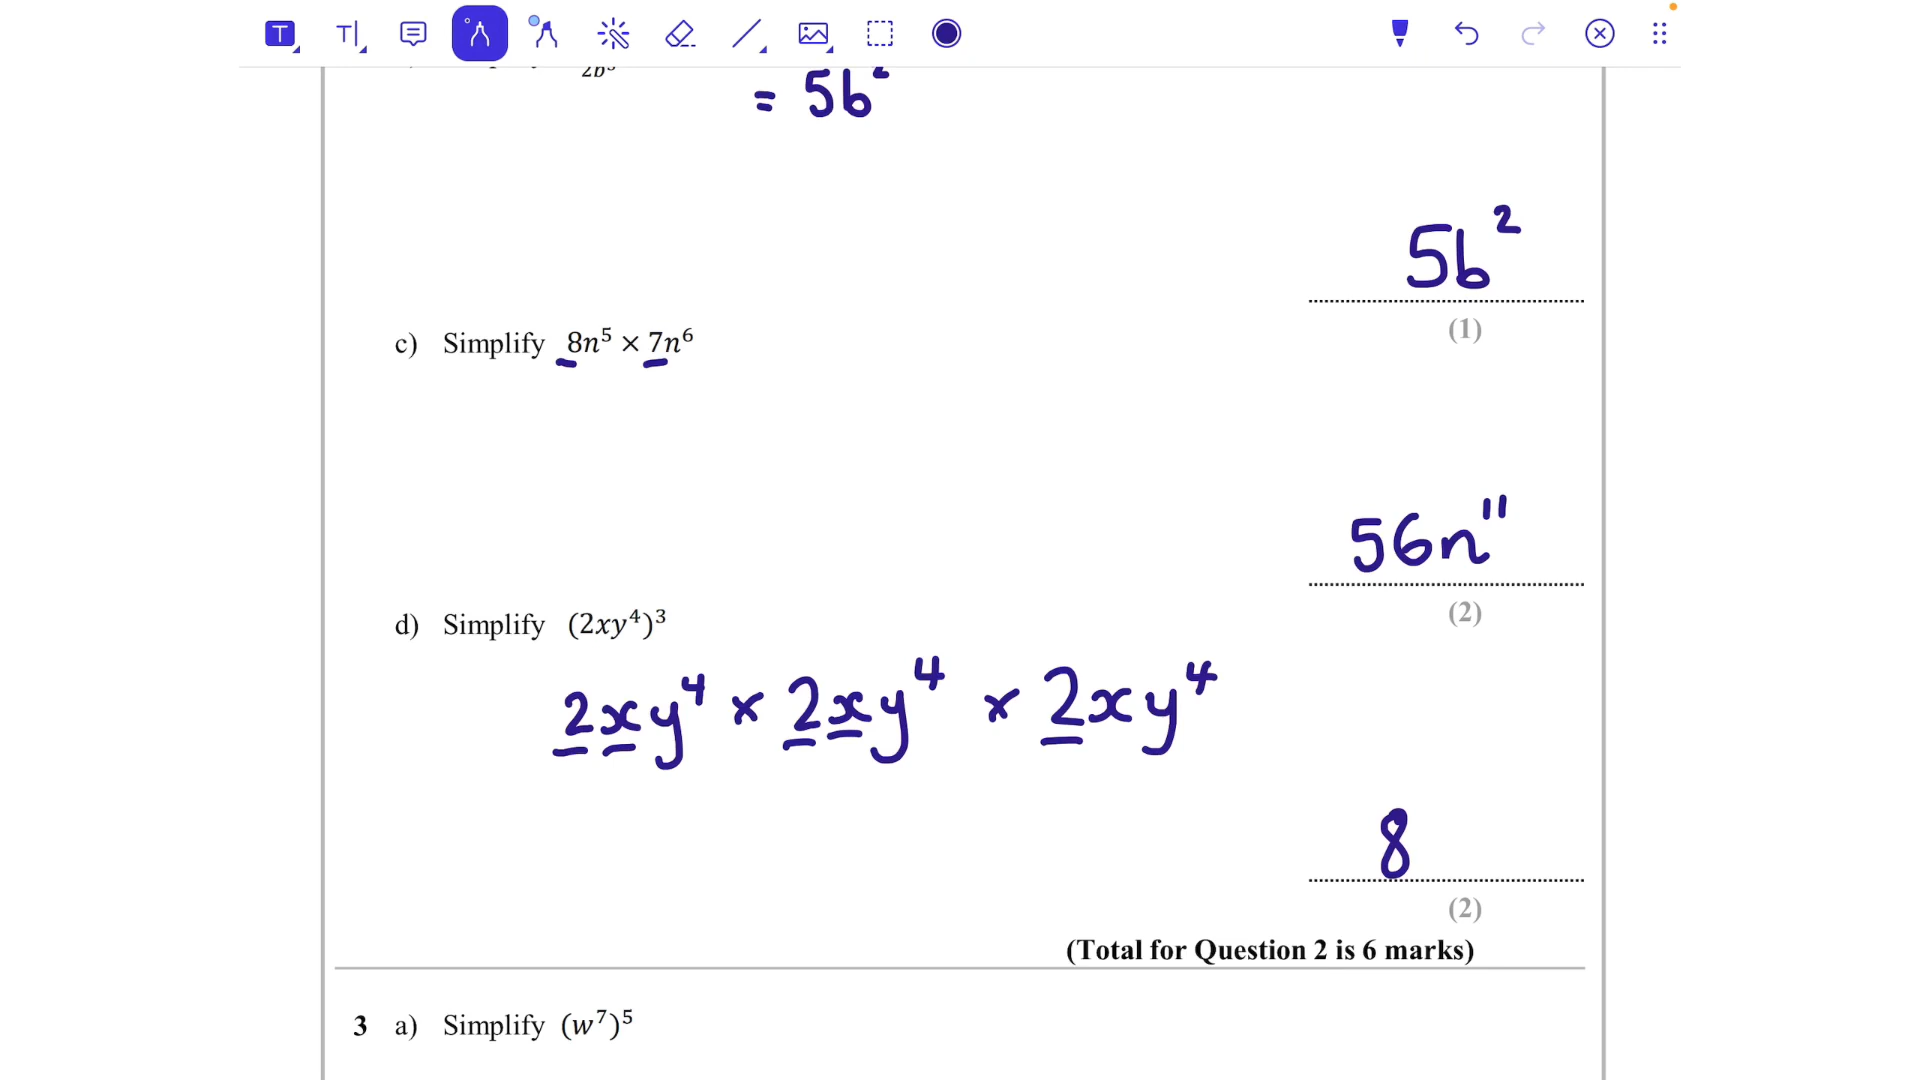 2b³
= 5b²
5b²
(1)
c) Simplify 8n⁵ × 7n⁶
56n¹¹
(2)
d) Simplify (2xy⁴)³
2xy⁴ × 2xy⁴ × 2xy⁴
8
(2)
(Total for Question 2 is 6 marks)
3 a) Simplify (w⁷)⁵